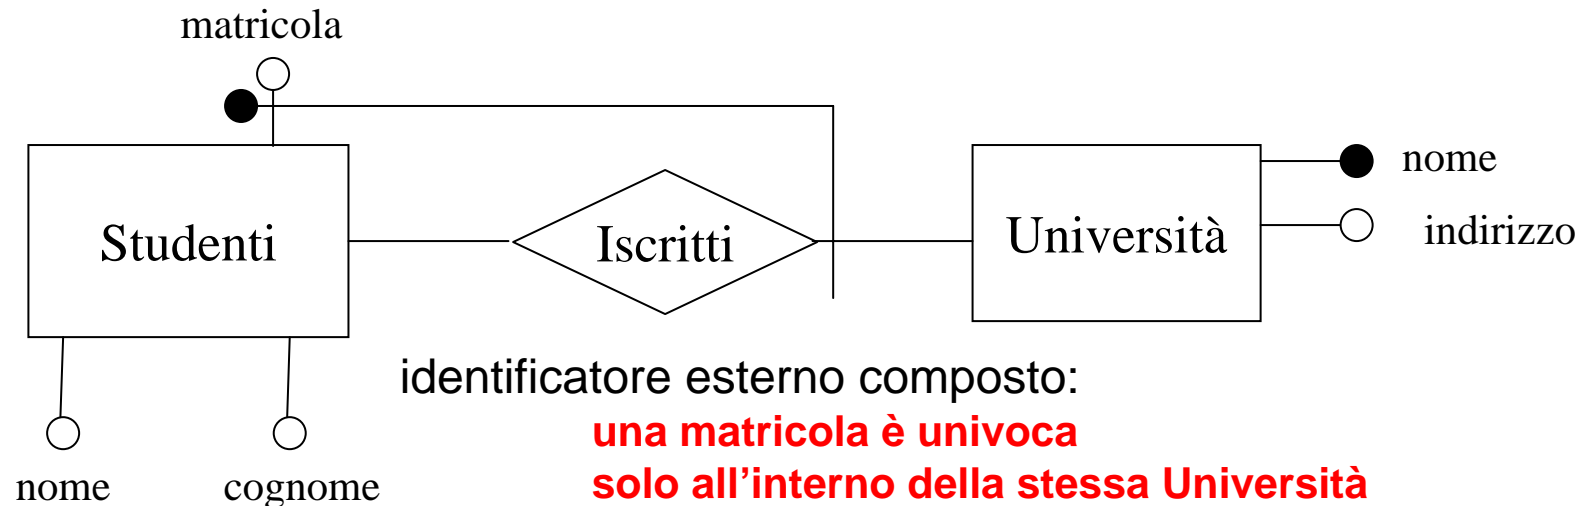 matricola
Studenti
Iscritti
Università
nome
indirizzo
nome
cognome
identificatore esterno composto:
una matricola è univoca
solo all'interno della stessa Università